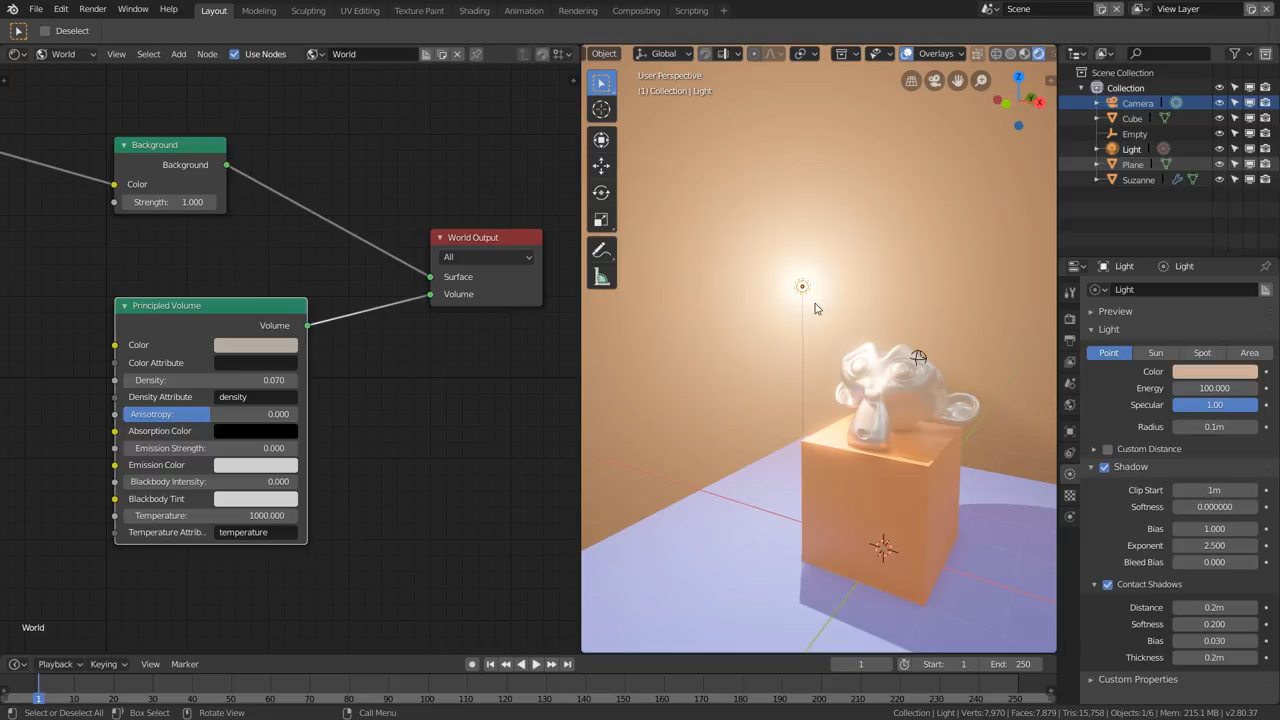 File Edit Render Window Help Layout Modeling Sculpting UV Editing Texture Paint Shading Animation Rendering Compositing Scripting Scene View Layer
Deselect
World View Select Add Node Use Nodes World Object Global Overlays
User Perspective
(1) Collection | Light
Z
Y
X
Scene Collection
Collection
Camera
Cube
Empty
Light
Plane
Suzanne
Background
Background
Color
Strength: 1.000
World Output
All
Surface
Volume
Principled Volume
Volume
Color
Color Attribute
Density: 0.070
Density Attribute density
Anisotropy: 0.000
Absorption Color
Emission Strength: 0.000
Emission Color
Blackbody Intensity: 0.000
Blackbody Tint
Temperature: 1000.000
Temperature Attrib.. temperature
World
Light Light
Light
Preview
Light
Point Sun Spot Area
Color
Energy 100.000
Specular 1.00
Radius 0.1m
Custom Distance
Shadow
Clip Start 1m
Softness 0.000000
Bias 1.000
Exponent 2.500
Bleed Bias 0.000
Contact Shadows
Distance 0.2m
Softness 0.200
Bias 0.030
Thickness 0.2m
Custom Properties
Playback Keying View Marker 1 Start: 1 End: 250
1 10 20 30 40 50 60 70 80 90 100 110 120 130 140 150 160 170 180 190 200 210 220 230 240 250
Select or Deselect All Box Select Rotate View Call Menu Collection | Light | Verts:7,970 | Faces:7,879 | Tris:15,758 | Objects:1/6 | Mem: 215.1 MB | v2.80.37